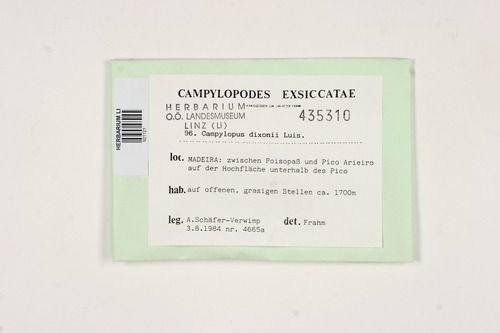 CAMPYLOPODES EXSICCATAE
HERBARIUM
O.Ö. LANDESMUSEUM
LINZ (LI)
435310
96. Campylopus dixonii Luis.
loc. MADEIRA: zwischen Poisopaß und Pico Arieiro
auf der Hochfläche unterhalb des Pico
hab. auf offenen, grasigen Stellen ca. 1700m
leg. A.Schäfer-Verwimp det. Frahm
3.8.1984 nr. 4665a
HERBARIUM LI